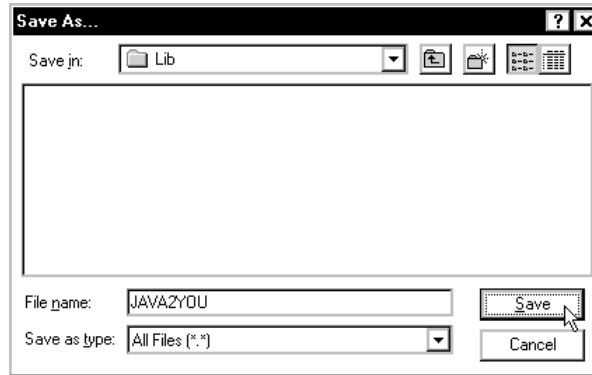 Save As...
Save in: Lib
File name: JAVA2YOU
Save
Save as type: All Files (*.*)
Cancel